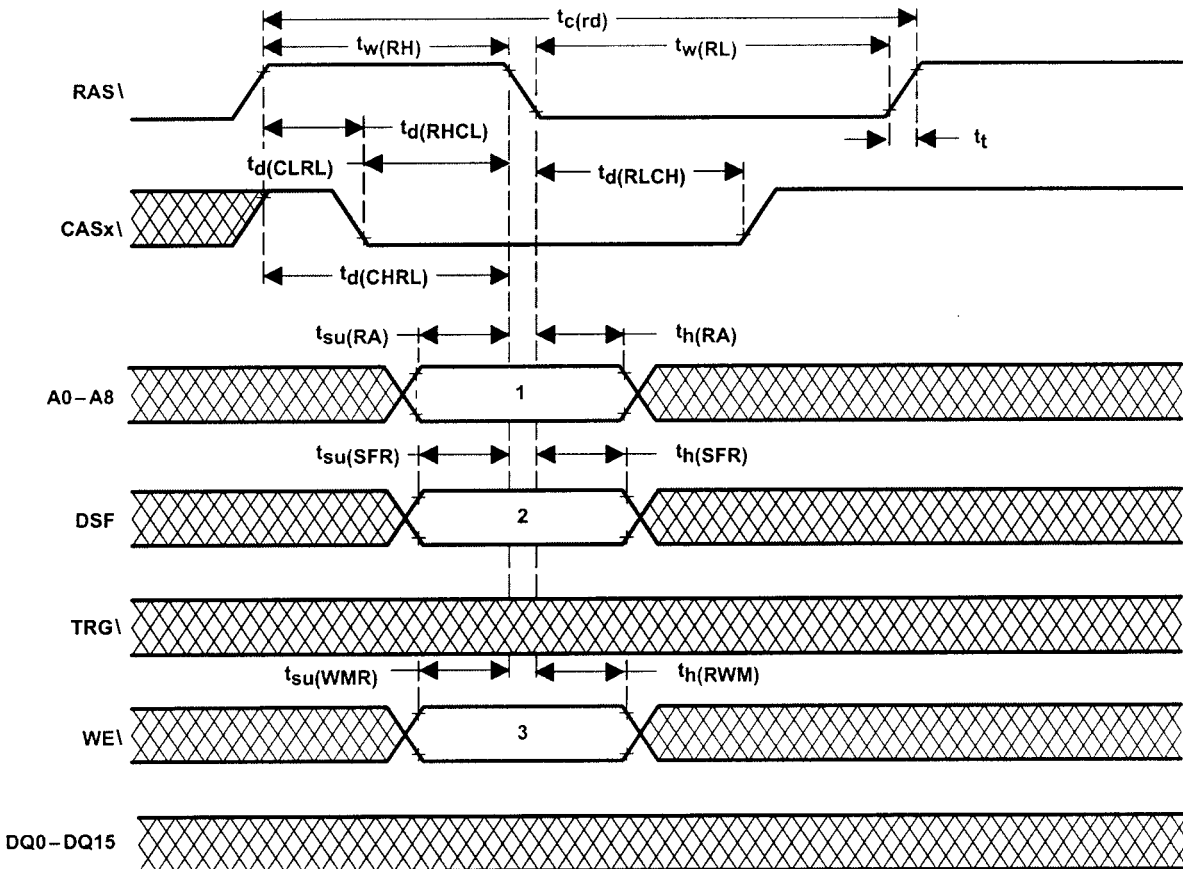 tc(rd)
tw(RH)
tw(RL)
RAS\
td(RHCL)
tt
td(CLRL)
td(RLCH)
CASx\
td(CHRL)
tsu(RA)
th(RA)
A0–A8
1
tsu(SFR)
th(SFR)
DSF
2
TRG\
tsu(WMR)
th(RWM)
WE\
3
DQ0–DQ15